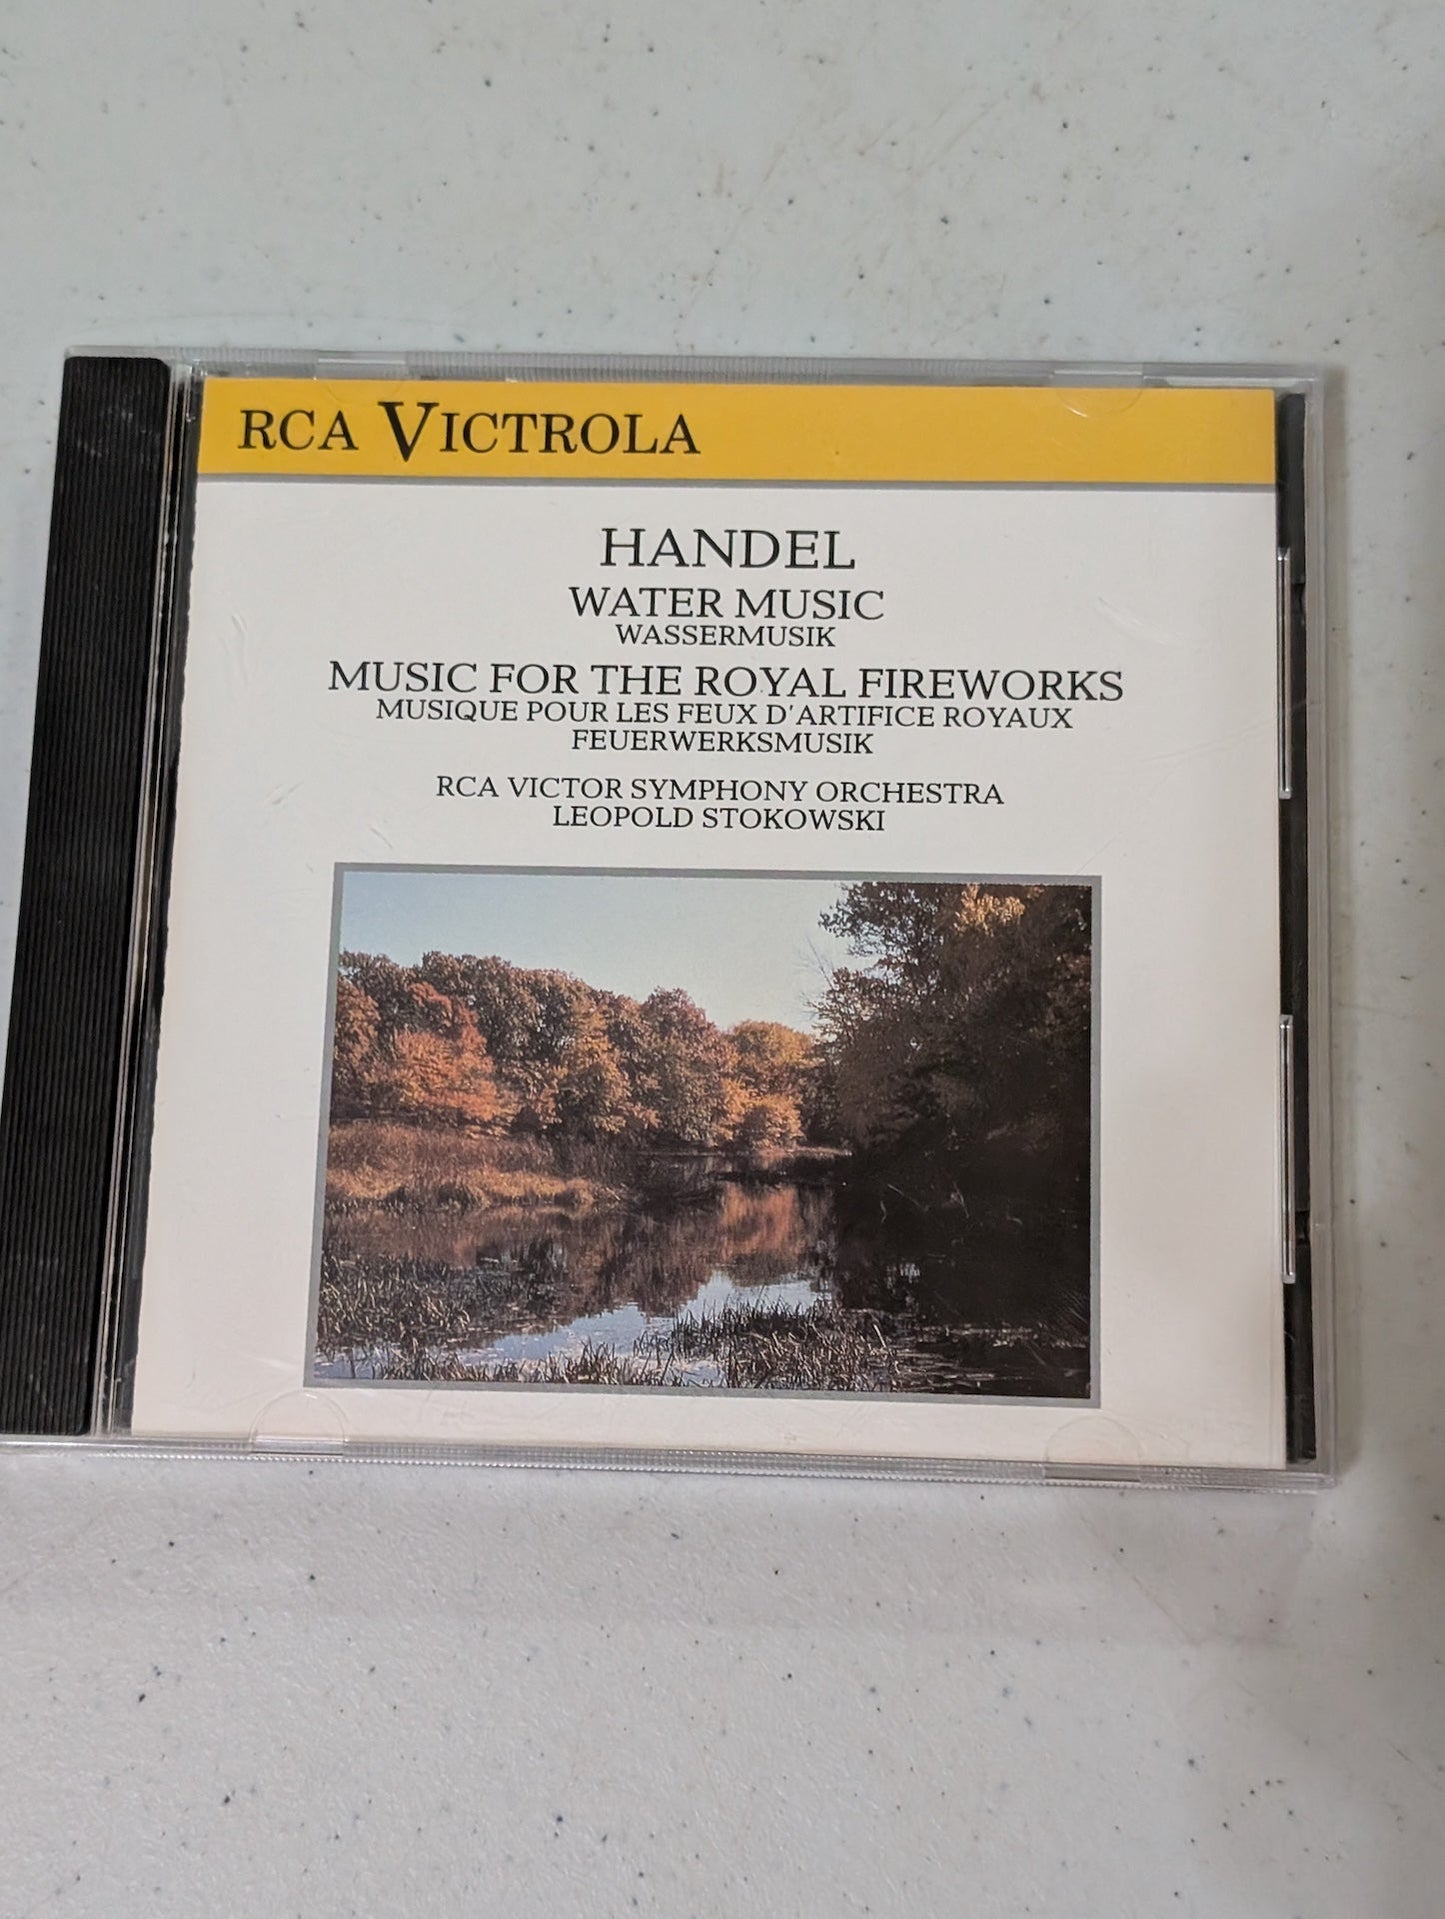 RCA VICTROLA
HANDEL
WATER MUSIC
WASSERMUSIK
MUSIC FOR THE ROYAL FIREWORKS
MUSIQUE POUR LES FEUX D'ARTIFICE ROYAUX
FEUERWERKSMUSIK
RCA VICTOR SYMPHONY ORCHESTRA
LEOPOLD STOKOWSKI